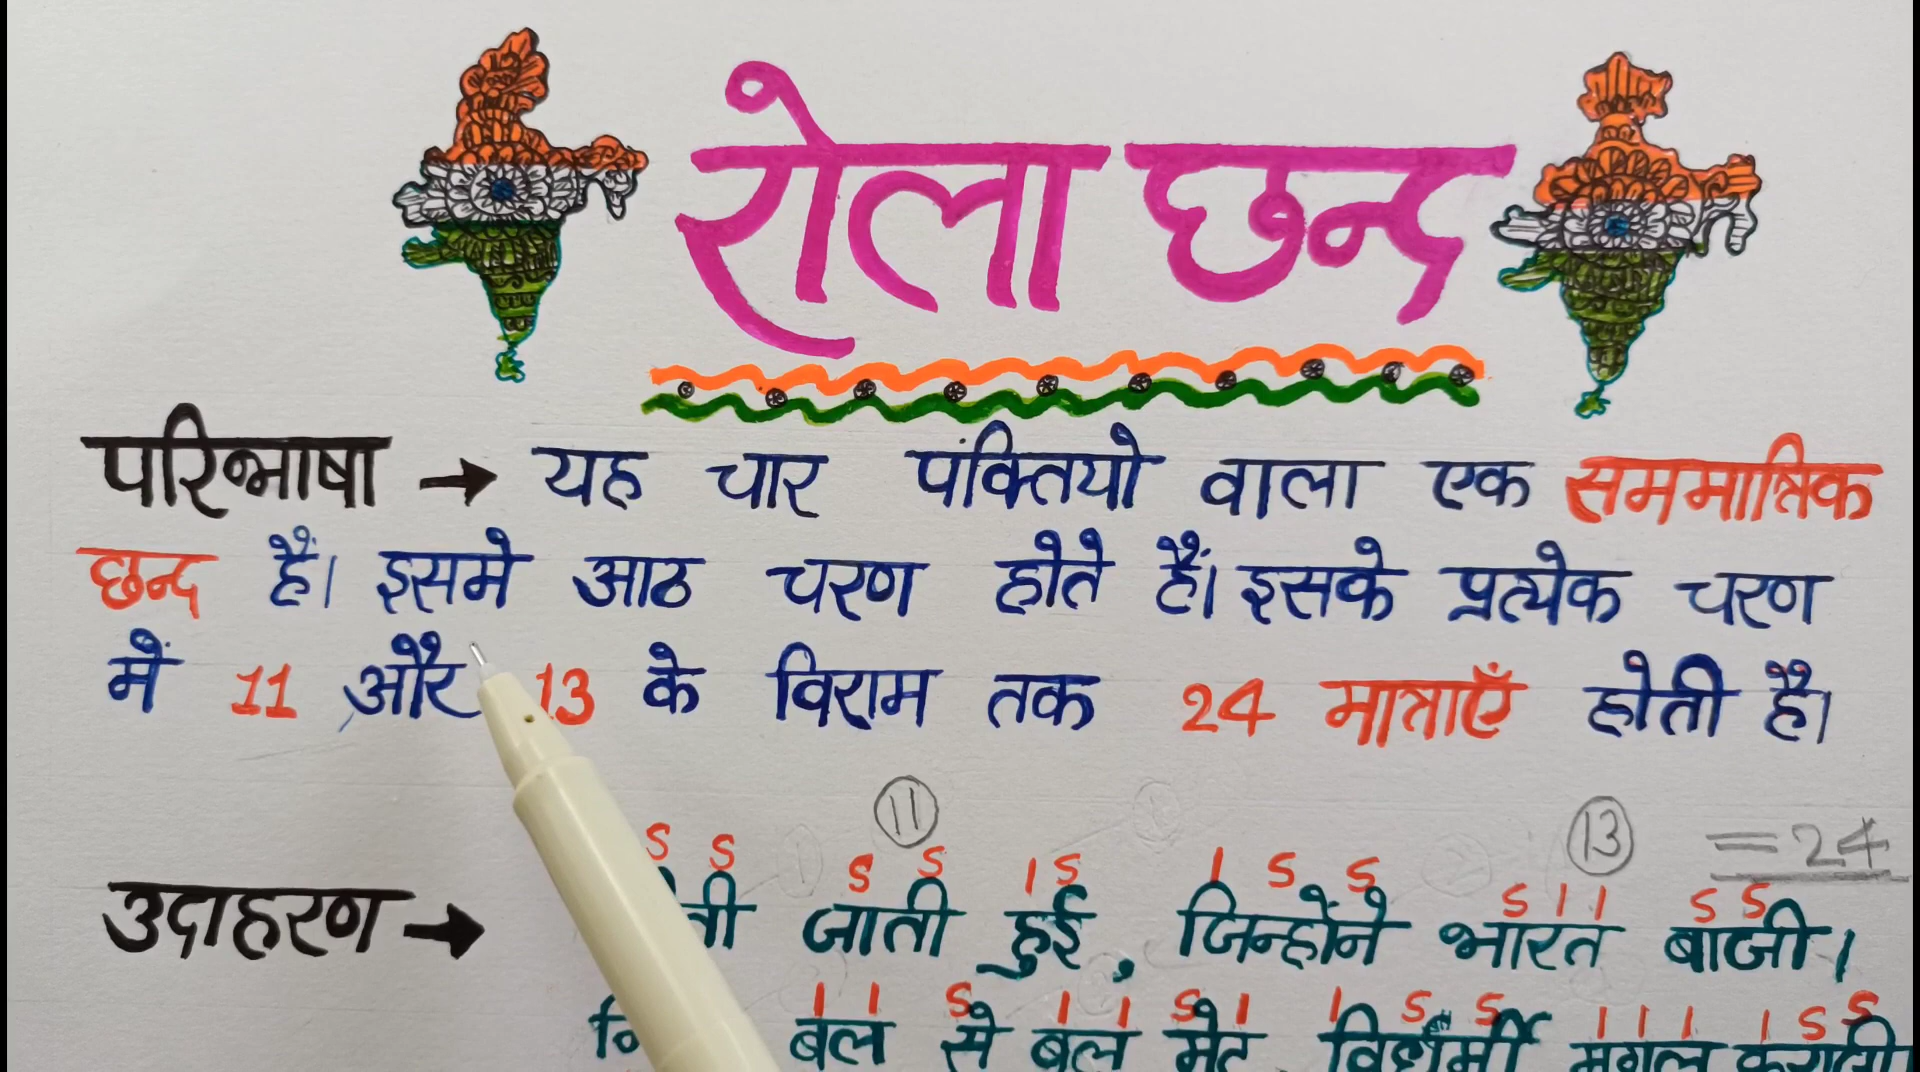 रोला छन्द
परिभाषा → यह चार पंक्तियो वाला एक सममात्रिक
छन्द हैं। इसमे आठ चरण होते हैं। इसके प्रत्येक चरण
में 11 और 13 के विराम तक 24 मात्राएँ होती है।
11 13 = 24
S S S S I S I S S S I I S S
उदाहरण → जाती हुई, जिन्होंने भारत बाजी।
I I S I I S I I S S I I I I S S
बल से बल मेट विधर्मी मुगल